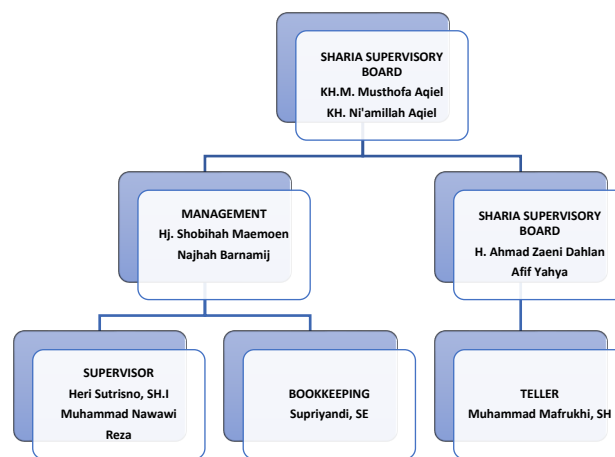 SHARIA SUPERVISORY
BOARD
KH.M. Musthofa Aqiel
KH. Ni'amillah Aqiel
MANAGEMENT
Hj. Shobihah Maemoen
Najhah Barnamij
SHARIA SUPERVISORY
BOARD
H. Ahmad Zaeni Dahlan
Afif Yahya
SUPERVISOR
Heri Sutrisno, SH.I
Muhammad Nawawi
Reza
BOOKKEEPING
Supriyandi, SE
TELLER
Muhammad Mafrukhi, SH